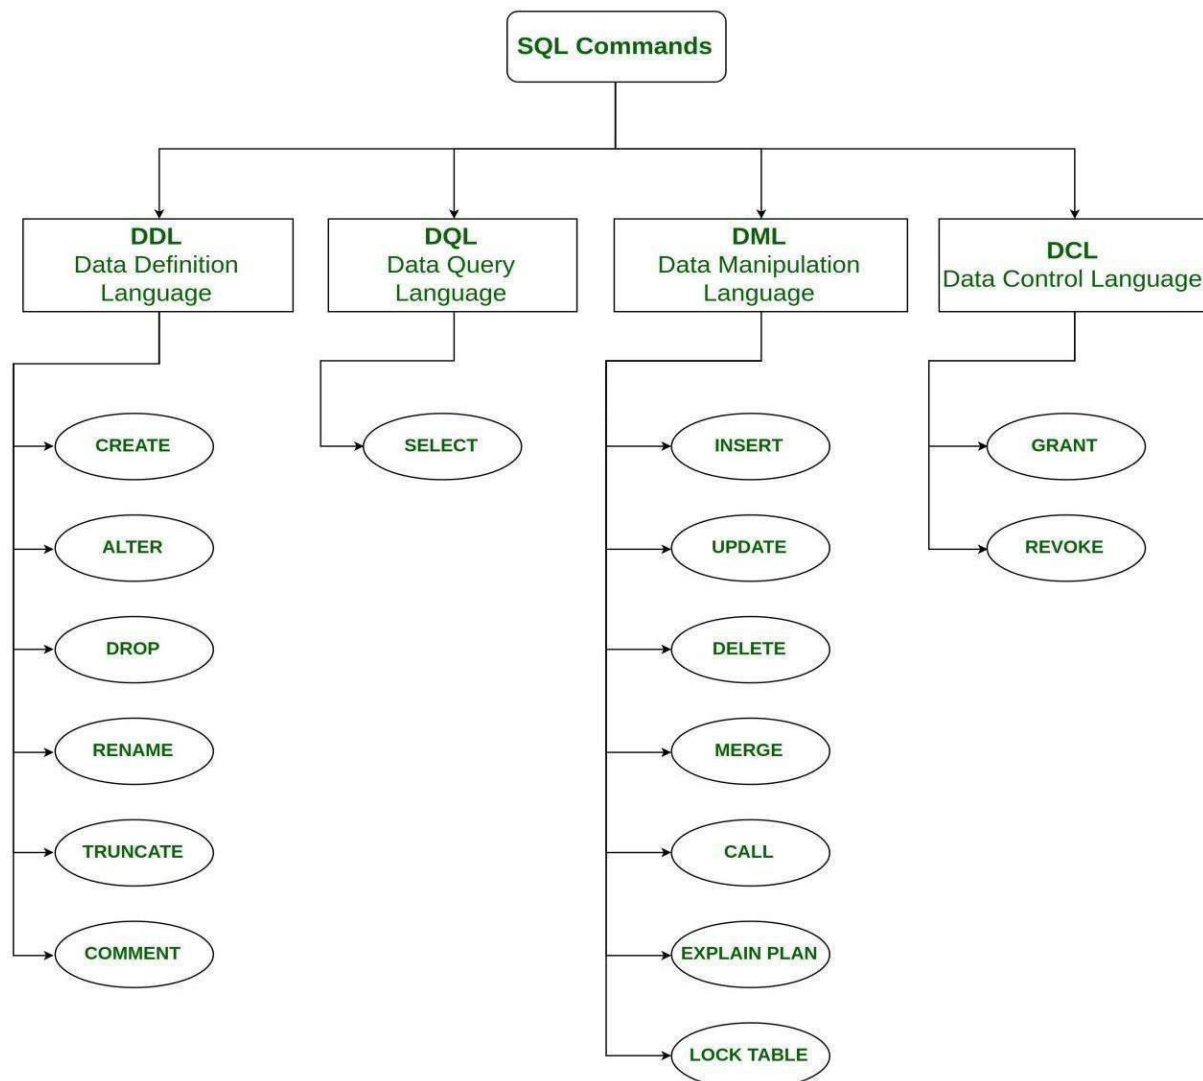 SQL Commands
DDL
Data Definition
Language
DQL
Data Query
Language
DML
Data Manipulation
Language
DCL
Data Control Language
CREATE
ALTER
DROP
RENAME
TRUNCATE
COMMENT
SELECT
INSERT
UPDATE
DELETE
MERGE
CALL
EXPLAIN PLAN
LOCK TABLE
GRANT
REVOKE